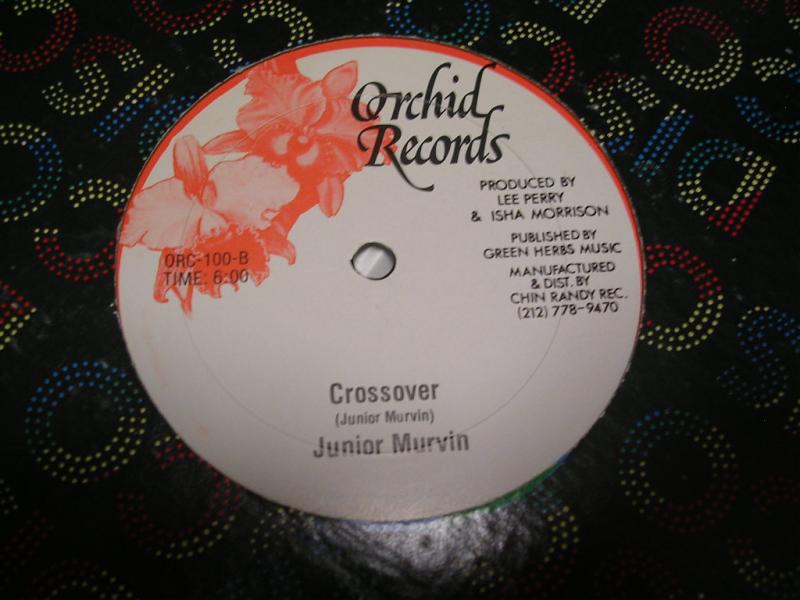 Orchid
Records
PRODUCED BY
LEE PERRY
& ISHA MORRISON
PUBLISHED BY
GREEN HERBS MUSIC
MANUFACTURED
& DIST. BY
CHIN RANDY REC.
(212) 778-9470
ORC-100-B
TIME: 6:00
Crossover
(Junior Murvin)
Junior Murvin